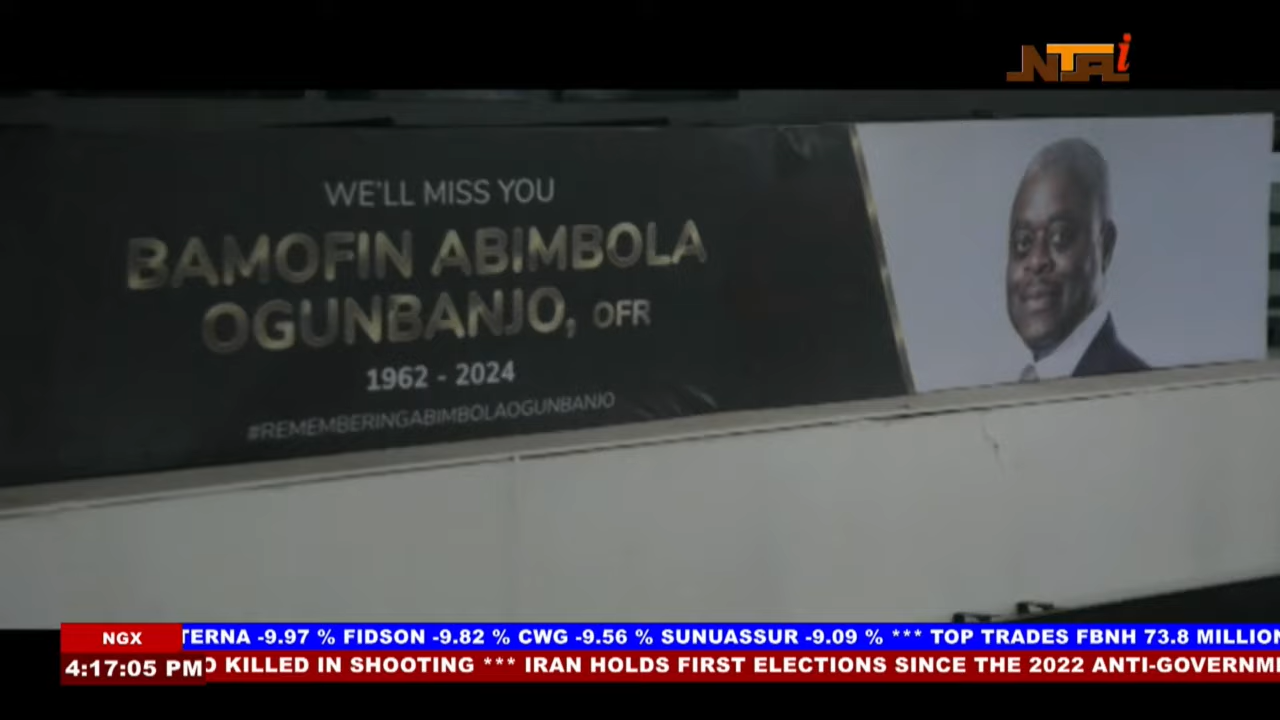 NTAi
WE'LL MISS YOU
BAMOFIN ABIMBOLA
OGUNBANJO, OFR
1962 - 2024
#REMEMBERINGABIMBOLAOGUNBANJO
NGX
TERNA -9.97 % FIDSON -9.82 % CWG -9.56 % SUNUASSUR -9.09 % *** TOP TRADES FBNH 73.8 MILLION
4:17:05 PM
O KILLED IN SHOOTING *** IRAN HOLDS FIRST ELECTIONS SINCE THE 2022 ANTI-GOVERNME